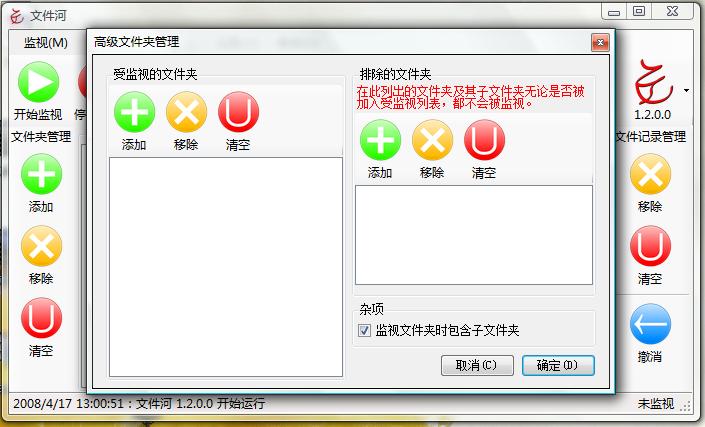 文件河
监视(M)
开始监视
停
1.2.0.0
文件夹管理
添加
移除
清空
文件记录管理
移除
清空
撤消
高级文件夹管理
受监视的文件夹
添加
移除
清空
排除的文件夹
在此列出的文件夹及其子文件夹无论是否被
加入受监视列表，都不会被监视。
添加
移除
清空
杂项
监视文件夹时包含子文件夹
取消(C)
确定(D)
2008/4/17 13:00:51：文件河 1.2.0.0 开始运行
未监视